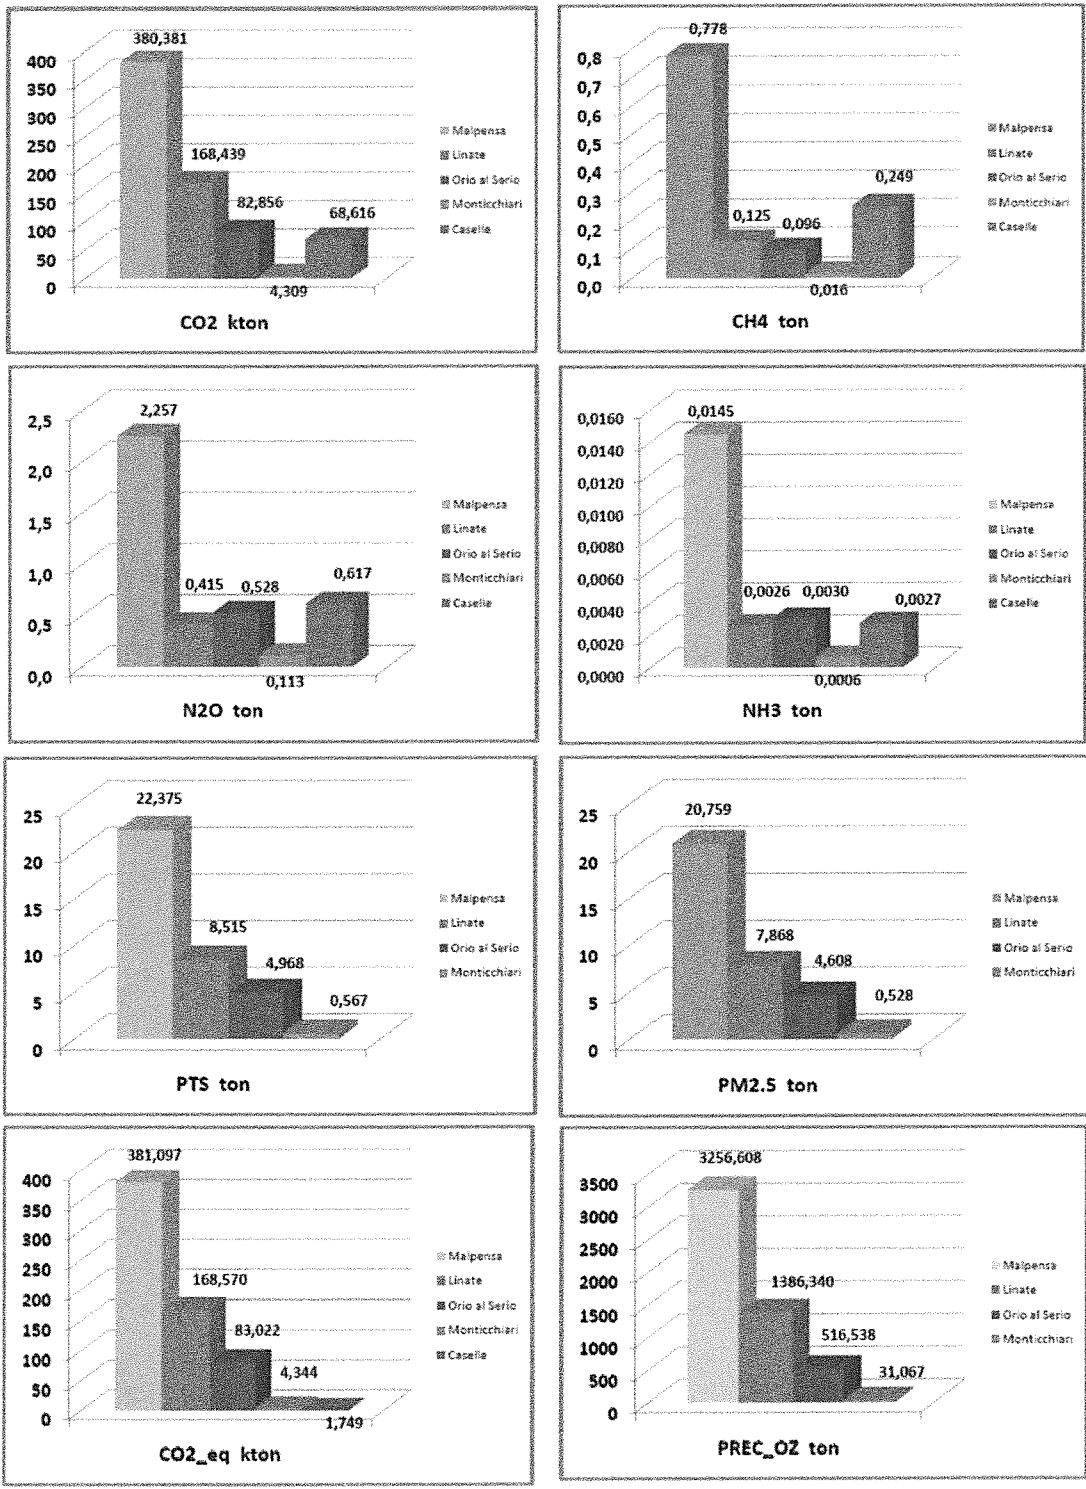 380,381
400
350
300
250
200
150
100
50
0
168,439
82,856
68,616
4,309
Malpensa
Linate
Orio al Serio
Monticchiari
Caselle
CO2 kton
0,778
0,8
0,7
0,6
0,5
0,4
0,3
0,2
0,1
0,0
0,125
0,096
0,249
0,016
Malpensa
Linate
Orio al Serio
Monticchiari
Caselle
CH4 ton
2,257
2,5
2,0
1,5
1,0
0,5
0,0
0,415
0,528
0,617
0,113
Malpensa
Linate
Orio al Serio
Monticchiari
Caselle
N2O ton
0,0145
0,0160
0,0140
0,0120
0,0100
0,0080
0,0060
0,0040
0,0020
0,0000
0,0026
0,0030
0,0027
0,0006
Malpensa
Linate
Orio al Serio
Monticchiari
Caselle
NH3 ton
22,375
25
20
15
10
5
0
8,515
4,968
0,567
Malpensa
Linate
Orio al Serio
Monticchiari
PTS ton
20,759
25
20
15
10
5
0
7,868
4,608
0,528
Malpensa
Linate
Orio al Serio
Monticchiari
PM2.5 ton
381,097
400
350
300
250
200
150
100
50
0
168,570
83,022
4,344
1,749
Malpensa
Linate
Orio al Serio
Monticchiari
Caselle
CO2_eq kton
3256,608
3500
3000
2500
2000
1500
1000
500
0
1386,340
516,538
31,067
Malpensa
Linate
Orio al Serio
Monticchiari
PREC_OZ ton